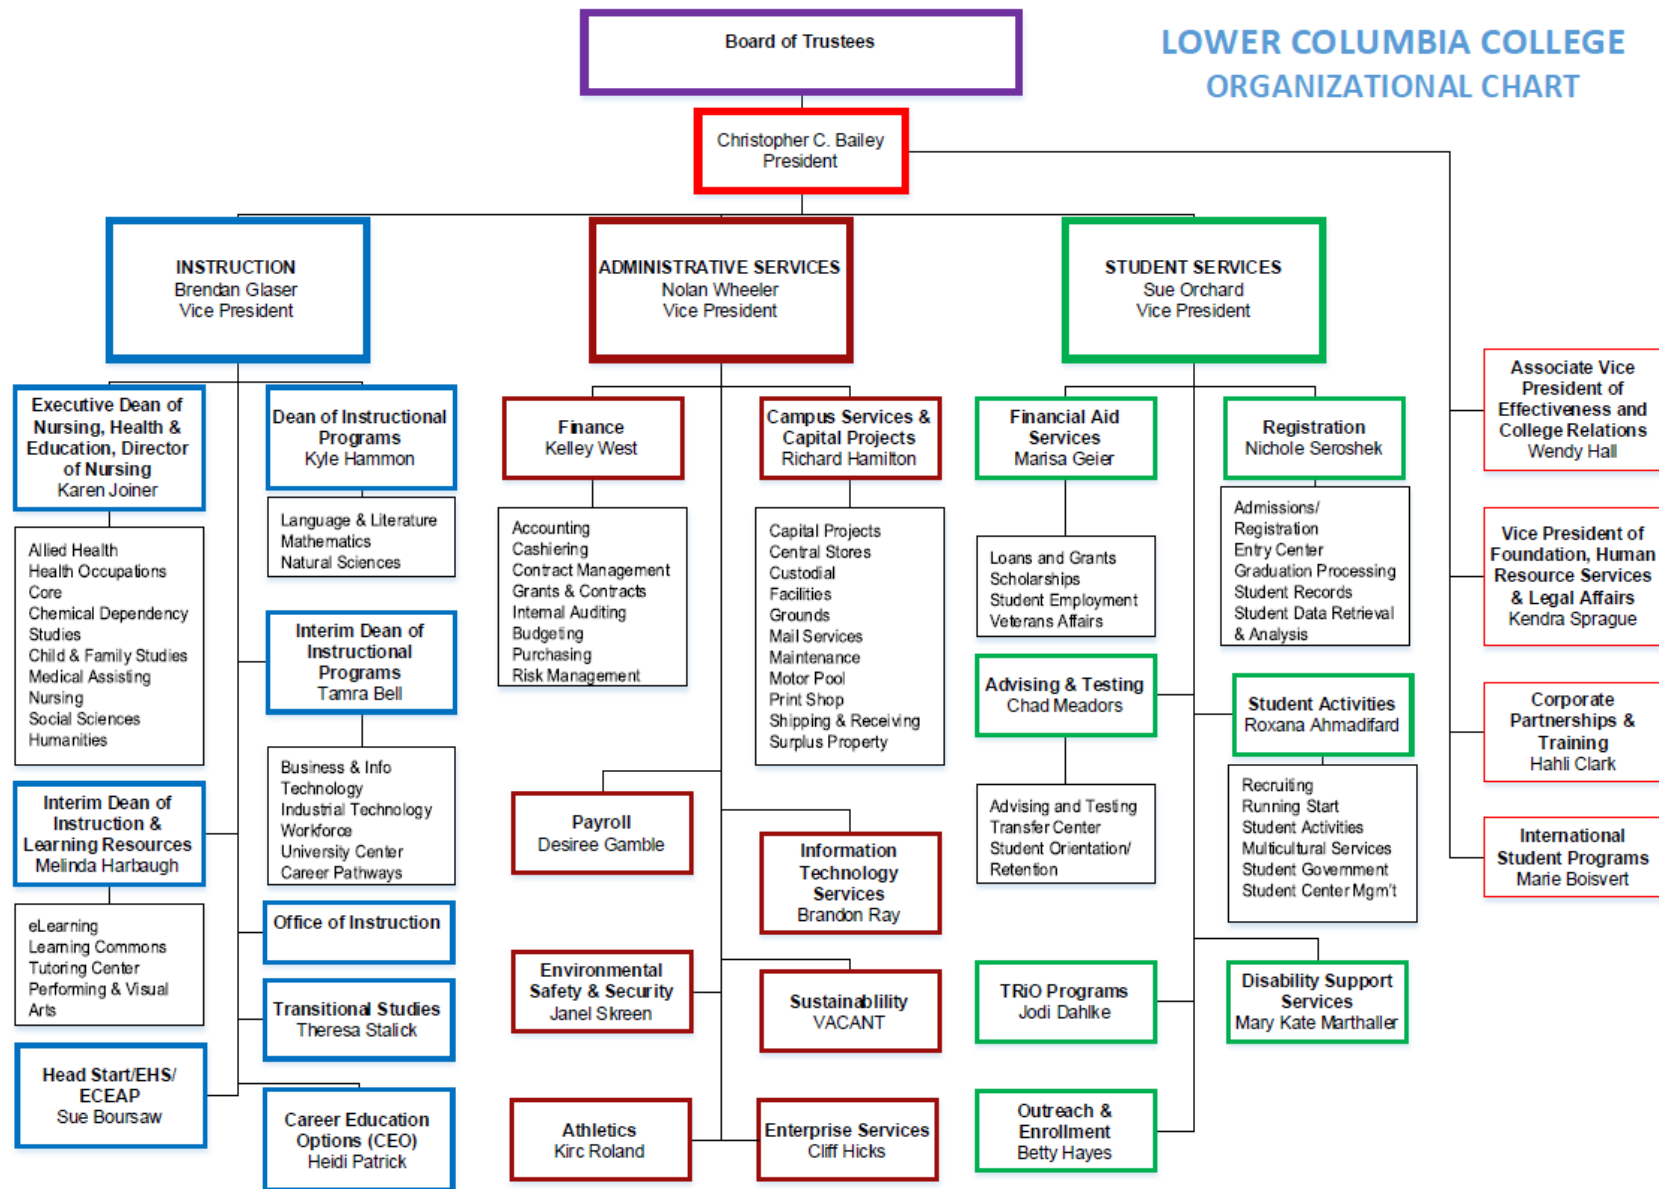 Board of Trustees
LOWER COLUMBIA COLLEGE
ORGANIZATIONAL CHART
Christopher C. Bailey
President
INSTRUCTION
Brendan Glaser
Vice President
ADMINISTRATIVE SERVICES
Nolan Wheeler
Vice President
STUDENT SERVICES
Sue Orchard
Vice President
Executive Dean of
Nursing, Health &
Education, Director
of Nursing
Karen Joiner
Allied Health
Health Occupations
Core
Chemical Dependency
Studies
Child & Family Studies
Medical Assisting
Nursing
Social Sciences
Humanities
Interim Dean of
Instruction &
Learning Resources
Melinda Harbaugh
eLearning
Learning Commons
Tutoring Center
Performing & Visual
Arts
Head Start/EHS/
ECEAP
Sue Boursaw
Dean of Instructional
Programs
Kyle Hammon
Language & Literature
Mathematics
Natural Sciences
Interim Dean of
Instructional
Programs
Tamra Bell
Business & Info
Technology
Industrial Technology
Workforce
University Center
Career Pathways
Office of Instruction
Transitional Studies
Theresa Stalick
Career Education
Options (CEO)
Heidi Patrick
Finance
Kelley West
Accounting
Cashiering
Contract Management
Grants & Contracts
Internal Auditing
Budgeting
Purchasing
Risk Management
Payroll
Desiree Gamble
Environmental
Safety & Security
Janel Skreen
Athletics
Kirc Roland
Campus Services &
Capital Projects
Richard Hamilton
Capital Projects
Central Stores
Custodial
Facilities
Grounds
Mail Services
Maintenance
Motor Pool
Print Shop
Shipping & Receiving
Surplus Property
Information
Technology
Services
Brandon Ray
Sustainablility
VACANT
Enterprise Services
Cliff Hicks
Financial Aid
Services
Marisa Geier
Loans and Grants
Scholarships
Student Employment
Veterans Affairs
Advising & Testing
Chad Meadors
Advising and Testing
Transfer Center
Student Orientation/
Retention
TRiO Programs
Jodi Dahlke
Outreach &
Enrollment
Betty Hayes
Registration
Nichole Seroshek
Admissions/
Registration
Entry Center
Graduation Processing
Student Records
Student Data Retrieval
& Analysis
Student Activities
Roxana Ahmadifard
Recruiting
Running Start
Student Activities
Multicultural Services
Student Government
Student Center Mgm't
Disability Support
Services
Mary Kate Marthaller
Associate Vice
President of
Effectiveness and
College Relations
Wendy Hall
Vice President of
Foundation, Human
Resource Services
& Legal Affairs
Kendra Sprague
Corporate
Partnerships &
Training
Hahli Clark
International
Student Programs
Marie Boisvert